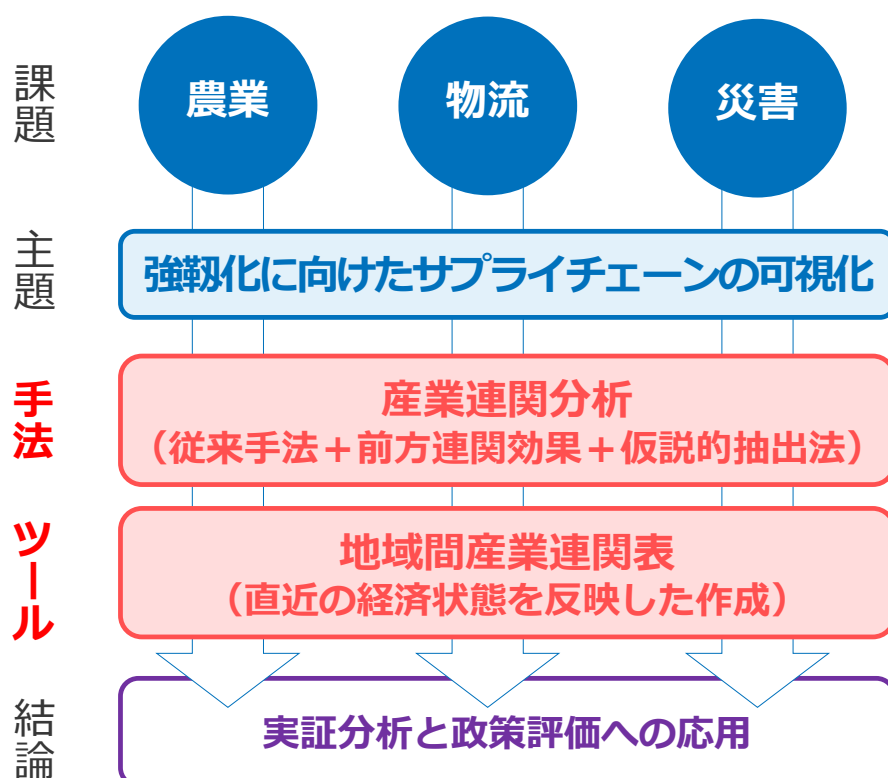 課題
農業
物流
災害
主題
強靱化に向けたサプライチェーンの可視化
手法
産業連関分析
（従来手法＋前方連関効果＋仮説的抽出法）
ツール
地域間産業連関表
（直近の経済状態を反映した作成）
結論
実証分析と政策評価への応用